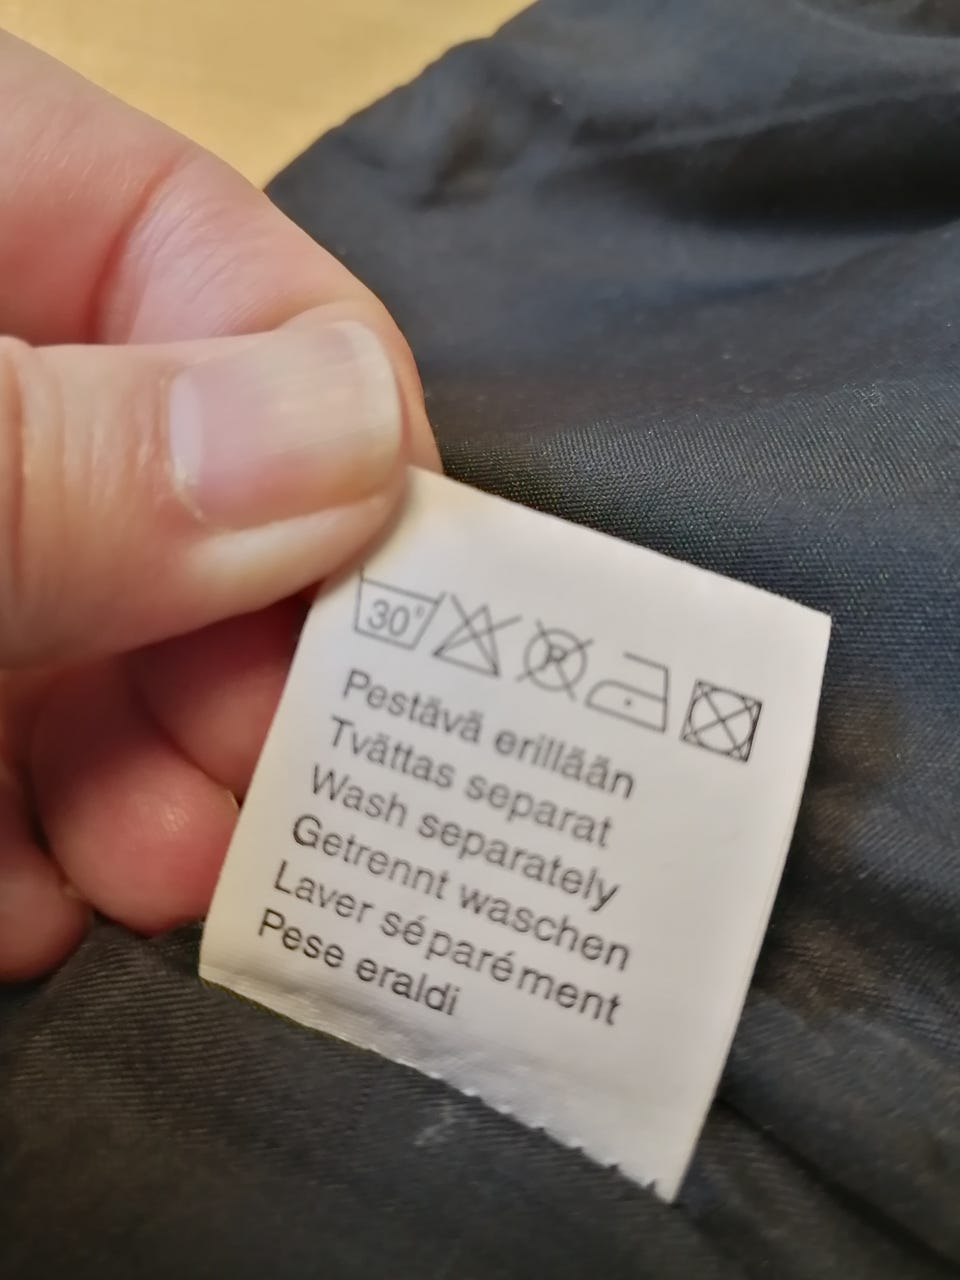 30°
Pestävä erillään
Tvättas separat
Wash separately
Getrennt waschen
Laver séparément
Pese eraldi